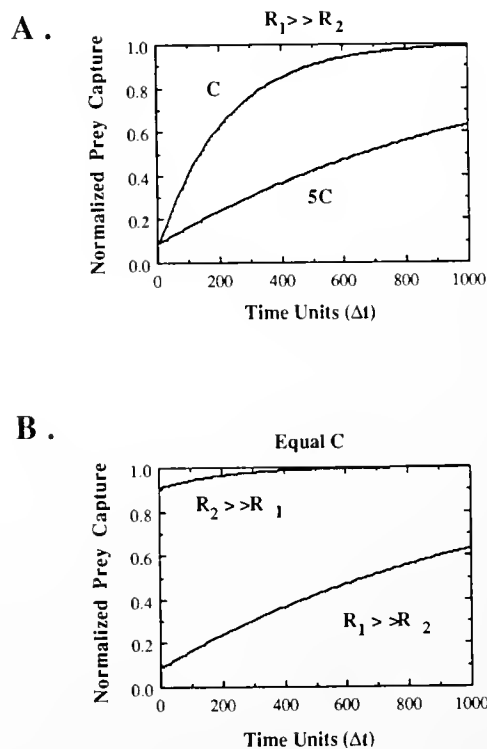 A .
R1 >> R2
Normalized Prey Capture
1.0
0.8
0.6
0.4
0.2
0.0
C
5C
0
200
400
600
800
1000
Time Units (Δt)
B .
Equal C
Normalized Prey Capture
1.0
0.8
0.6
0.4
0.2
0.0
R2 >>R1
R1 >>R2
0
200
400
600
800
1000
Time Units (Δt)